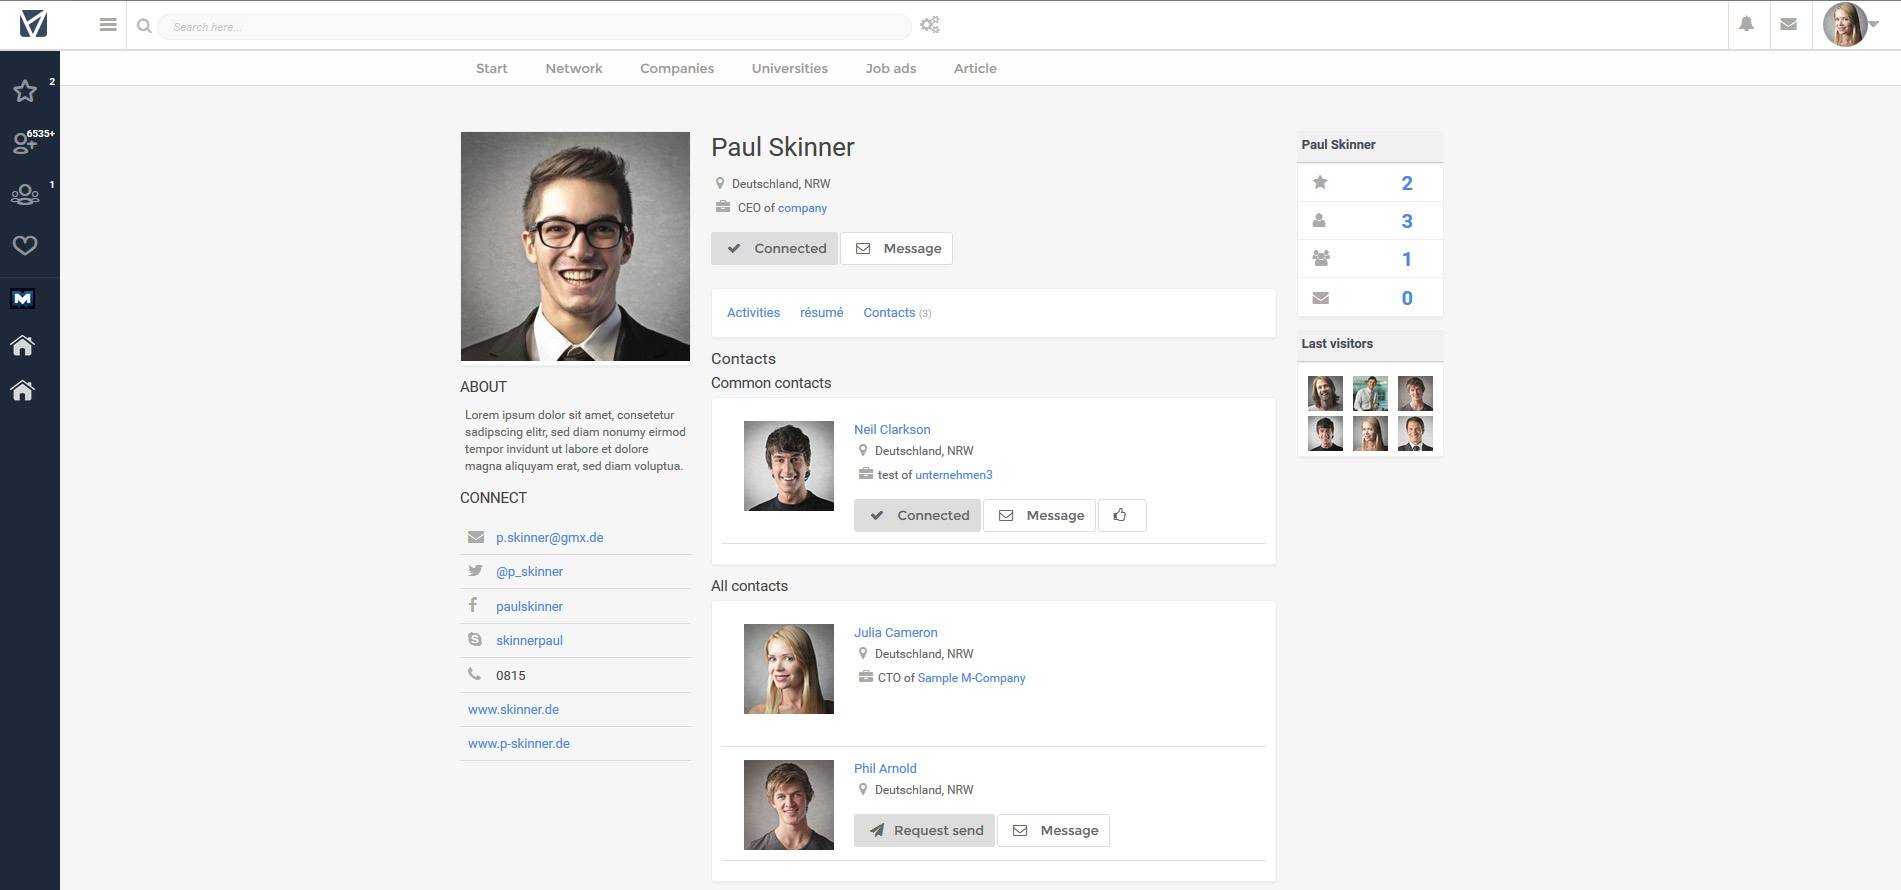 Search here...
2
6535+
1
Start
Network
Companies
Universities
Job ads
Article
Paul Skinner
Deutschland, NRW
CEO of company
Connected
Message
Activities
résumé
Contacts (3)
ABOUT
Lorem ipsum dolor sit amet, consetetur
sadipscing elitr, sed diam nonumy eirmod
tempor invidunt ut labore et dolore
magna aliquyam erat, sed diam voluptua.
CONNECT
p.skinner@gmx.de
@p_skinner
paulskinner
skinnerpaul
0815
www.skinner.de
www.p-skinner.de
Contacts
Common contacts
Neil Clarkson
Deutschland, NRW
test of unternehmen3
Connected
Message
All contacts
Julia Cameron
Deutschland, NRW
CTO of Sample M-Company
Phil Arnold
Deutschland, NRW
Request send
Message
Paul Skinner
2
3
1
0
Last visitors